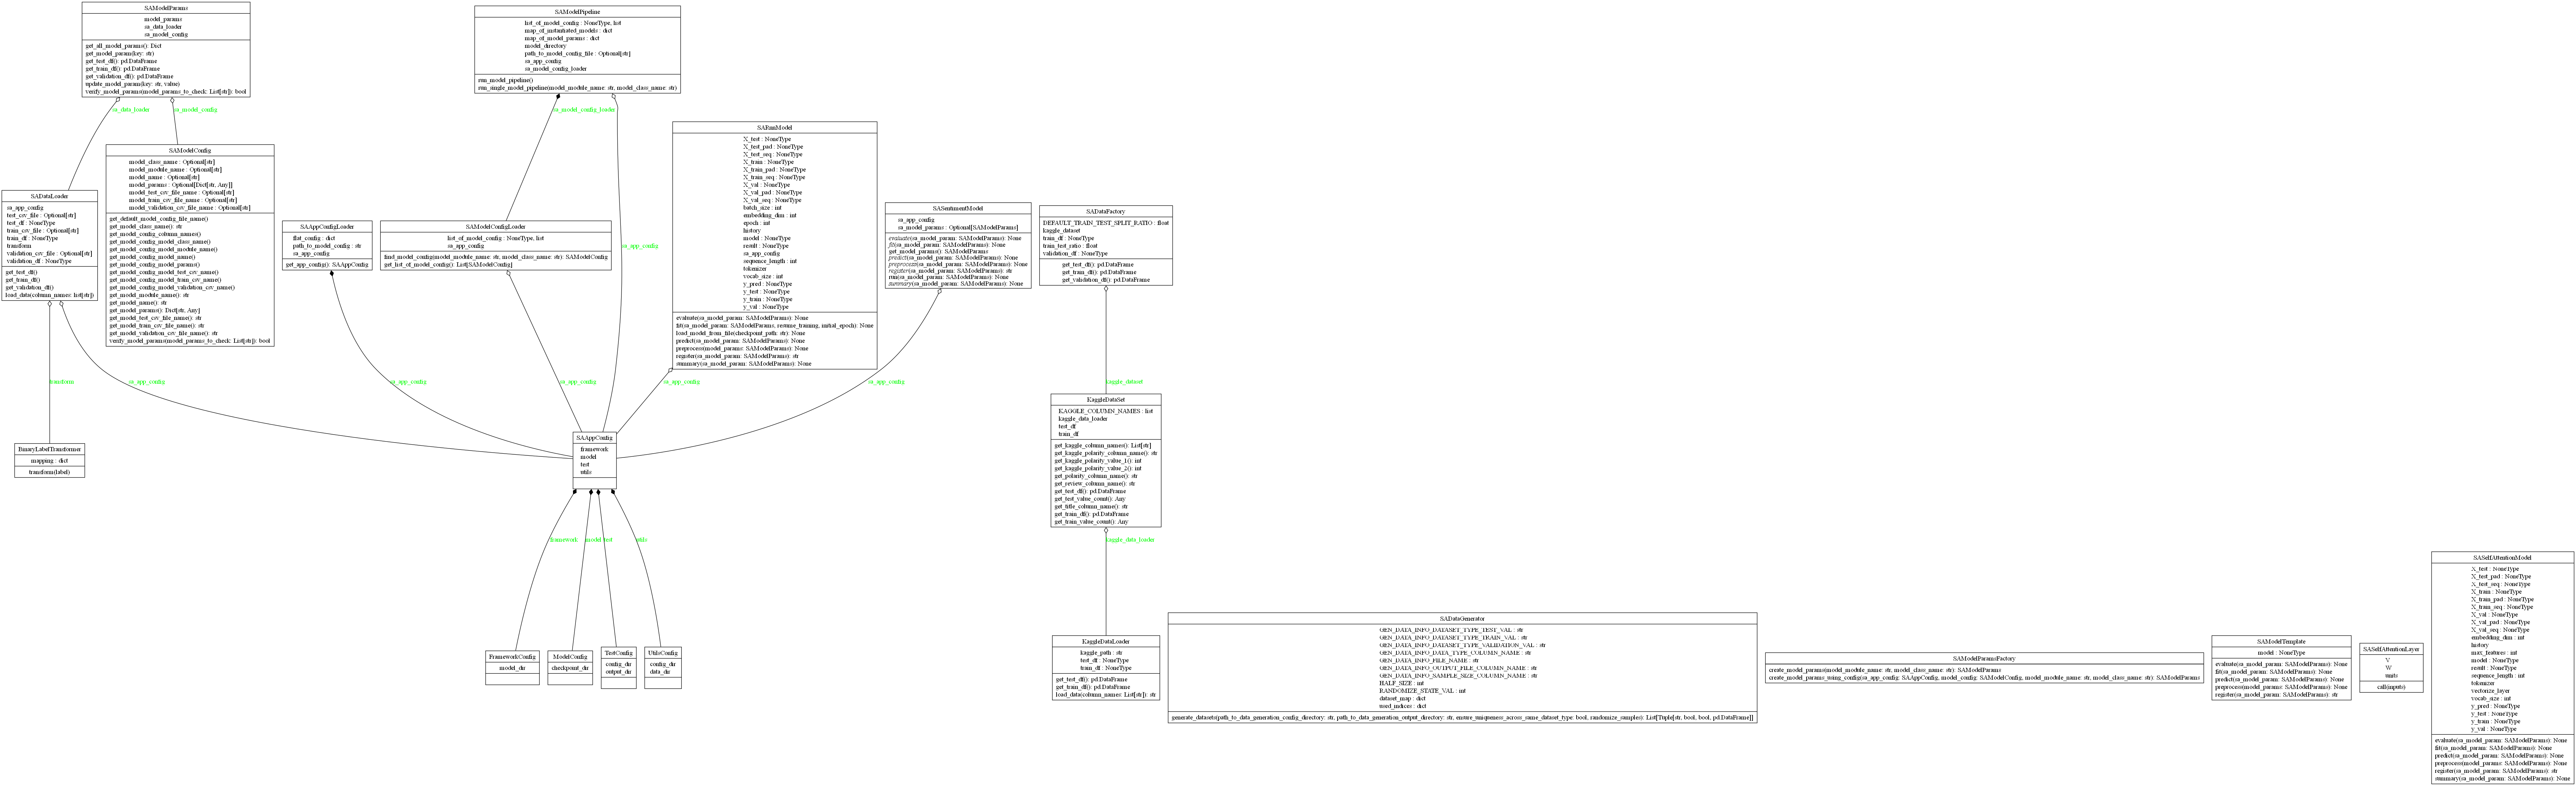 SAModelParams
model_params
sa_data_loader
sa_model_config
get_all_model_params(): Dict
get_model_param(key: str)
get_test_df(): pd.DataFrame
get_train_df(): pd.DataFrame
get_validation_df(): pd.DataFrame
update_model_param(key: str, value)
verify_model_params(model_params_to_check: List[str]): bool
sa_data_loader
sa_model_config
SAModelPipeline
list_of_model_config : NoneType, list
map_of_instantiated_models : dict
map_of_model_params : dict
model_directory
path_to_model_config_file : Optional[str]
sa_app_config
sa_model_config_loader
run_model_pipeline()
run_single_model_pipeline(model_module_name: str, model_class_name: str)
sa_model_config_loader
sa_app_config
SADataLoader
sa_app_config
test_csv_file : Optional[str]
test_df : NoneType
train_csv_file : Optional[str]
train_df : NoneType
transform
validation_csv_file : Optional[str]
validation_df : NoneType
get_test_df()
get_train_df()
get_validation_df()
load_data(column_names: list[str])
SAModelConfig
model_class_name : Optional[str]
model_module_name : Optional[str]
model_name : Optional[str]
model_params : Optional[Dict[str, Any]]
model_test_csv_file_name : Optional[str]
model_train_csv_file_name : Optional[str]
model_validation_csv_file_name : Optional[str]
get_default_model_config_file_name()
get_model_class_name(): str
get_model_config_column_names()
get_model_config_model_class_name()
get_model_config_model_module_name()
get_model_config_model_name()
get_model_config_model_params()
get_model_config_model_test_csv_name()
get_model_config_model_train_csv_name()
get_model_config_model_validation_csv_name()
get_model_module_name(): str
get_model_name(): str
get_model_params(): Dict[str, Any]
get_model_test_csv_file_name(): str
get_model_train_csv_file_name(): str
get_model_validation_csv_file_name(): str
verify_model_params(model_params_to_check: List[str]): bool
SAAppConfigLoader
flat_config : dict
path_to_model_config : str
sa_app_config
get_app_config(): SAAppConfig
SAModelConfigLoader
list_of_model_config : NoneType, list
sa_app_config
find_model_config(model_module_name: str, model_class_name: str): SAModelConfig
get_list_of_model_config(): List[SAModelConfig]
SARnnModel
X_test : NoneType
X_test_pad : NoneType
X_test_seq : NoneType
X_train : NoneType
X_train_pad : NoneType
X_train_seq : NoneType
X_val : NoneType
X_val_pad : NoneType
X_val_seq : NoneType
batch_size : int
embedding_dim : int
epoch : int
history
model : NoneType
result : NoneType
sa_app_config
sequence_length : int
tokenizer
vocab_size : int
y_pred : NoneType
y_test : NoneType
y_train : NoneType
y_val : NoneType
evaluate(sa_model_param: SAModelParams): None
fit(sa_model_param: SAModelParams, resume_training, initial_epoch): None
load_model_from_file(checkpoint_path: str): None
predict(sa_model_param: SAModelParams): None
preprocess(model_params: SAModelParams): None
register(sa_model_param: SAModelParams): str
summary(sa_model_param: SAModelParams): None
SASentimentModel
sa_app_config
sa_model_params : Optional[SAModelParams]
evaluate(sa_model_param: SAModelParams): None
fit(sa_model_param: SAModelParams): None
get_model_params(): SAModelParams
predict(sa_model_param: SAModelParams): None
preprocess(sa_model_param: SAModelParams): None
register(sa_model_param: SAModelParams): str
run(sa_model_param: SAModelParams): None
summary(sa_model_param: SAModelParams): None
SADataFactory
DEFAULT_TRAIN_TEST_SPLIT_RATIO : float
kaggle_dataset
train_df : NoneType
train_test_ratio : float
validation_df : NoneType
get_test_df(): pd.DataFrame
get_train_df(): pd.DataFrame
get_validation_df(): pd.DataFrame
transform
sa_app_config
sa_app_config
sa_app_config
sa_app_config
sa_app_config
kaggle_dataset
BinaryLabelTransformer
mapping : dict
transform(label)
SAAppConfig
framework
model
test
utils
KaggleDataSet
KAGGLE_COLUMN_NAMES : list
kaggle_data_loader
test_df
train_df
get_kaggle_column_names(): List[str]
get_kaggle_polarity_column_name(): str
get_kaggle_polarity_value_1(): int
get_kaggle_polarity_value_2(): int
get_polarity_column_name(): str
get_review_column_name(): str
get_test_df(): pd.DataFrame
get_test_value_count(): Any
get_title_column_name(): str
get_train_df(): pd.DataFrame
get_train_value_count(): Any
framework
model
test
utils
kaggle_data_loader
FrameworkConfig
model_dir
ModelConfig
checkpoint_dir
TestConfig
config_dir
output_dir
UtilsConfig
config_dir
data_dir
KaggleDataLoader
kaggle_path : str
test_df : NoneType
train_df : NoneType
get_test_df(): pd.DataFrame
get_train_df(): pd.DataFrame
load_data(column_names: List[str]): str
SADataGenerator
GEN_DATA_INFO_DATASET_TYPE_TEST_VAL : str
GEN_DATA_INFO_DATASET_TYPE_TRAIN_VAL : str
GEN_DATA_INFO_DATASET_TYPE_VALIDATION_VAL : str
GEN_DATA_INFO_DATA_TYPE_COLUMN_NAME : str
GEN_DATA_INFO_FILE_NAME : str
GEN_DATA_INFO_OUTPUT_FILE_COLUMN_NAME : str
GEN_DATA_INFO_SAMPLE_SIZE_COLUMN_NAME : str
HALF_SIZE : int
RANDOMIZE_STATE_VAL : int
dataset_map : dict
used_indices : dict
generate_datasets(path_to_data_generation_config_directory: str, path_to_data_generation_output_directory: str, ensure_uniqueness_across_same_dataset_type: bool, randomize_samples): List[Tuple[str, bool, bool, pd.DataFrame]]
SAModelParamsFactory
create_model_params(model_module_name: str, model_class_name: str): SAModelParams
create_model_params_using_config(sa_app_config: SAAppConfig, model_config: SAModelConfig, model_module_name: str, model_class_name: str): SAModelParams
SAModelTemplate
model : NoneType
evaluate(sa_model_param: SAModelParams): None
fit(sa_model_param: SAModelParams): None
predict(sa_model_param: SAModelParams): None
preprocess(model_params: SAModelParams): None
register(sa_model_param: SAModelParams): str
SASelfAttentionLayer
V
W
units
call(inputs)
SASelfAttentionModel
X_test : NoneType
X_test_pad : NoneType
X_test_seq : NoneType
X_train : NoneType
X_train_pad : NoneType
X_train_seq : NoneType
X_val : NoneType
X_val_pad : NoneType
X_val_seq : NoneType
embedding_dim : int
history
max_features : int
model : NoneType
result : NoneType
sequence_length : int
tokenizer
vectorize_layer
vocab_size : int
y_pred : NoneType
y_test : NoneType
y_train : NoneType
y_val : NoneType
evaluate(sa_model_param: SAModelParams): None
fit(sa_model_param: SAModelParams): None
predict(sa_model_param: SAModelParams): None
preprocess(model_params: SAModelParams): None
register(sa_model_param: SAModelParams): str
summary(sa_model_param: SAModelParams): None